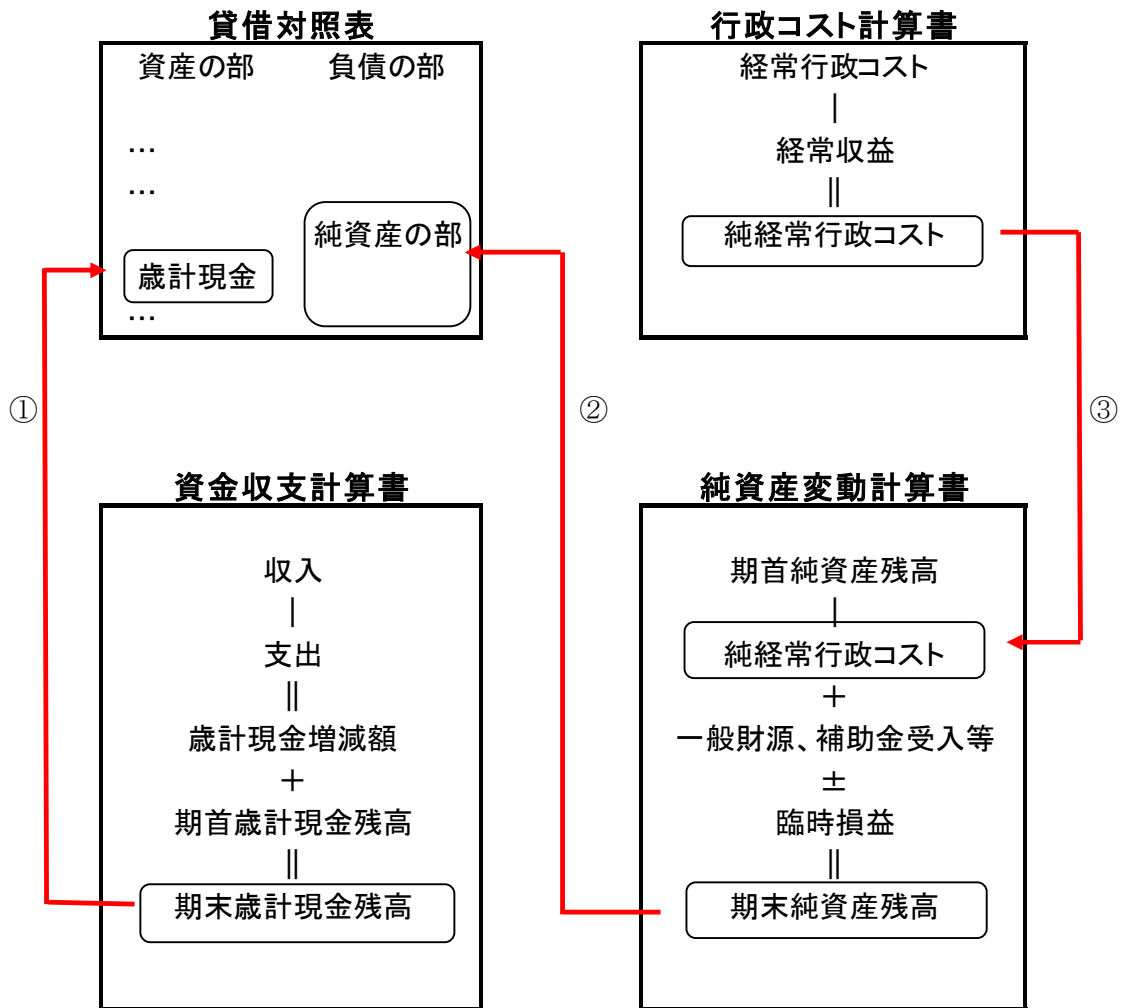 貸借対照表
資産の部 負債の部
…
…
純資産の部
歳計現金
…
行政コスト計算書
経常行政コスト
|
経常収益
||
純経常行政コスト
①
②
③
資金収支計算書
収入
|
支出
||
歳計現金増減額
+
期首歳計現金残高
||
期末歳計現金残高
純資産変動計算書
期首純資産残高
|
純経常行政コスト
+
一般財源、補助金受入等
±
臨時損益
||
期末純資産残高